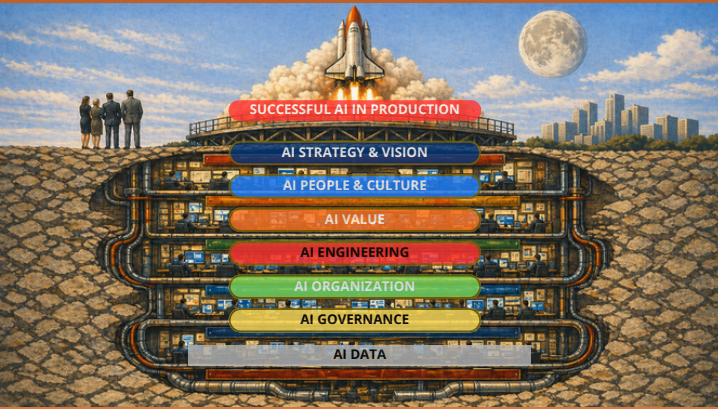 SUCCESSFUL AI IN PRODUCTION
AI STRATEGY & VISION
AI PEOPLE & CULTURE
AI VALUE
AI ENGINEERING
AI ORGANIZATION
AI GOVERNANCE
AI DATA